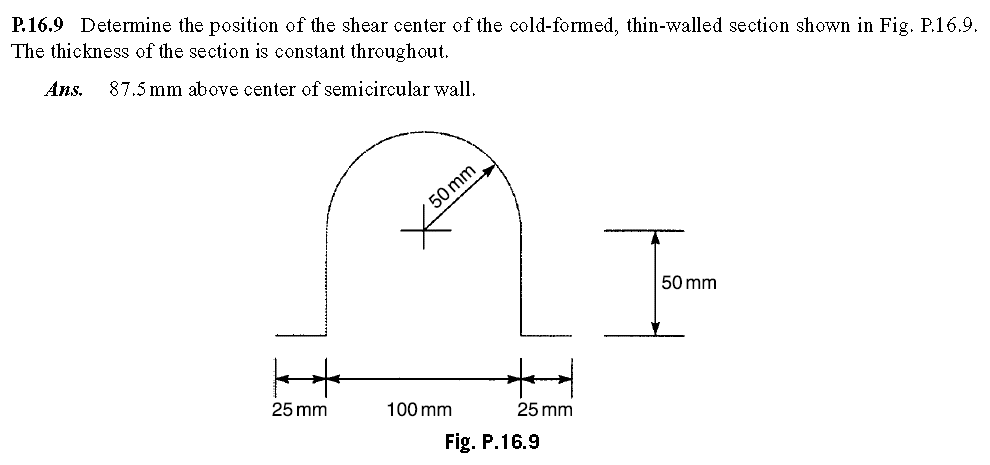 P.16.9 Determine the position of the shear center of the cold-formed, thin-walled section shown in Fig. P.16.9.
The thickness of the section is constant throughout.
Ans. 87.5 mm above center of semicircular wall.
50 mm
50 mm
25 mm 100 mm 25 mm
Fig. P.16.9